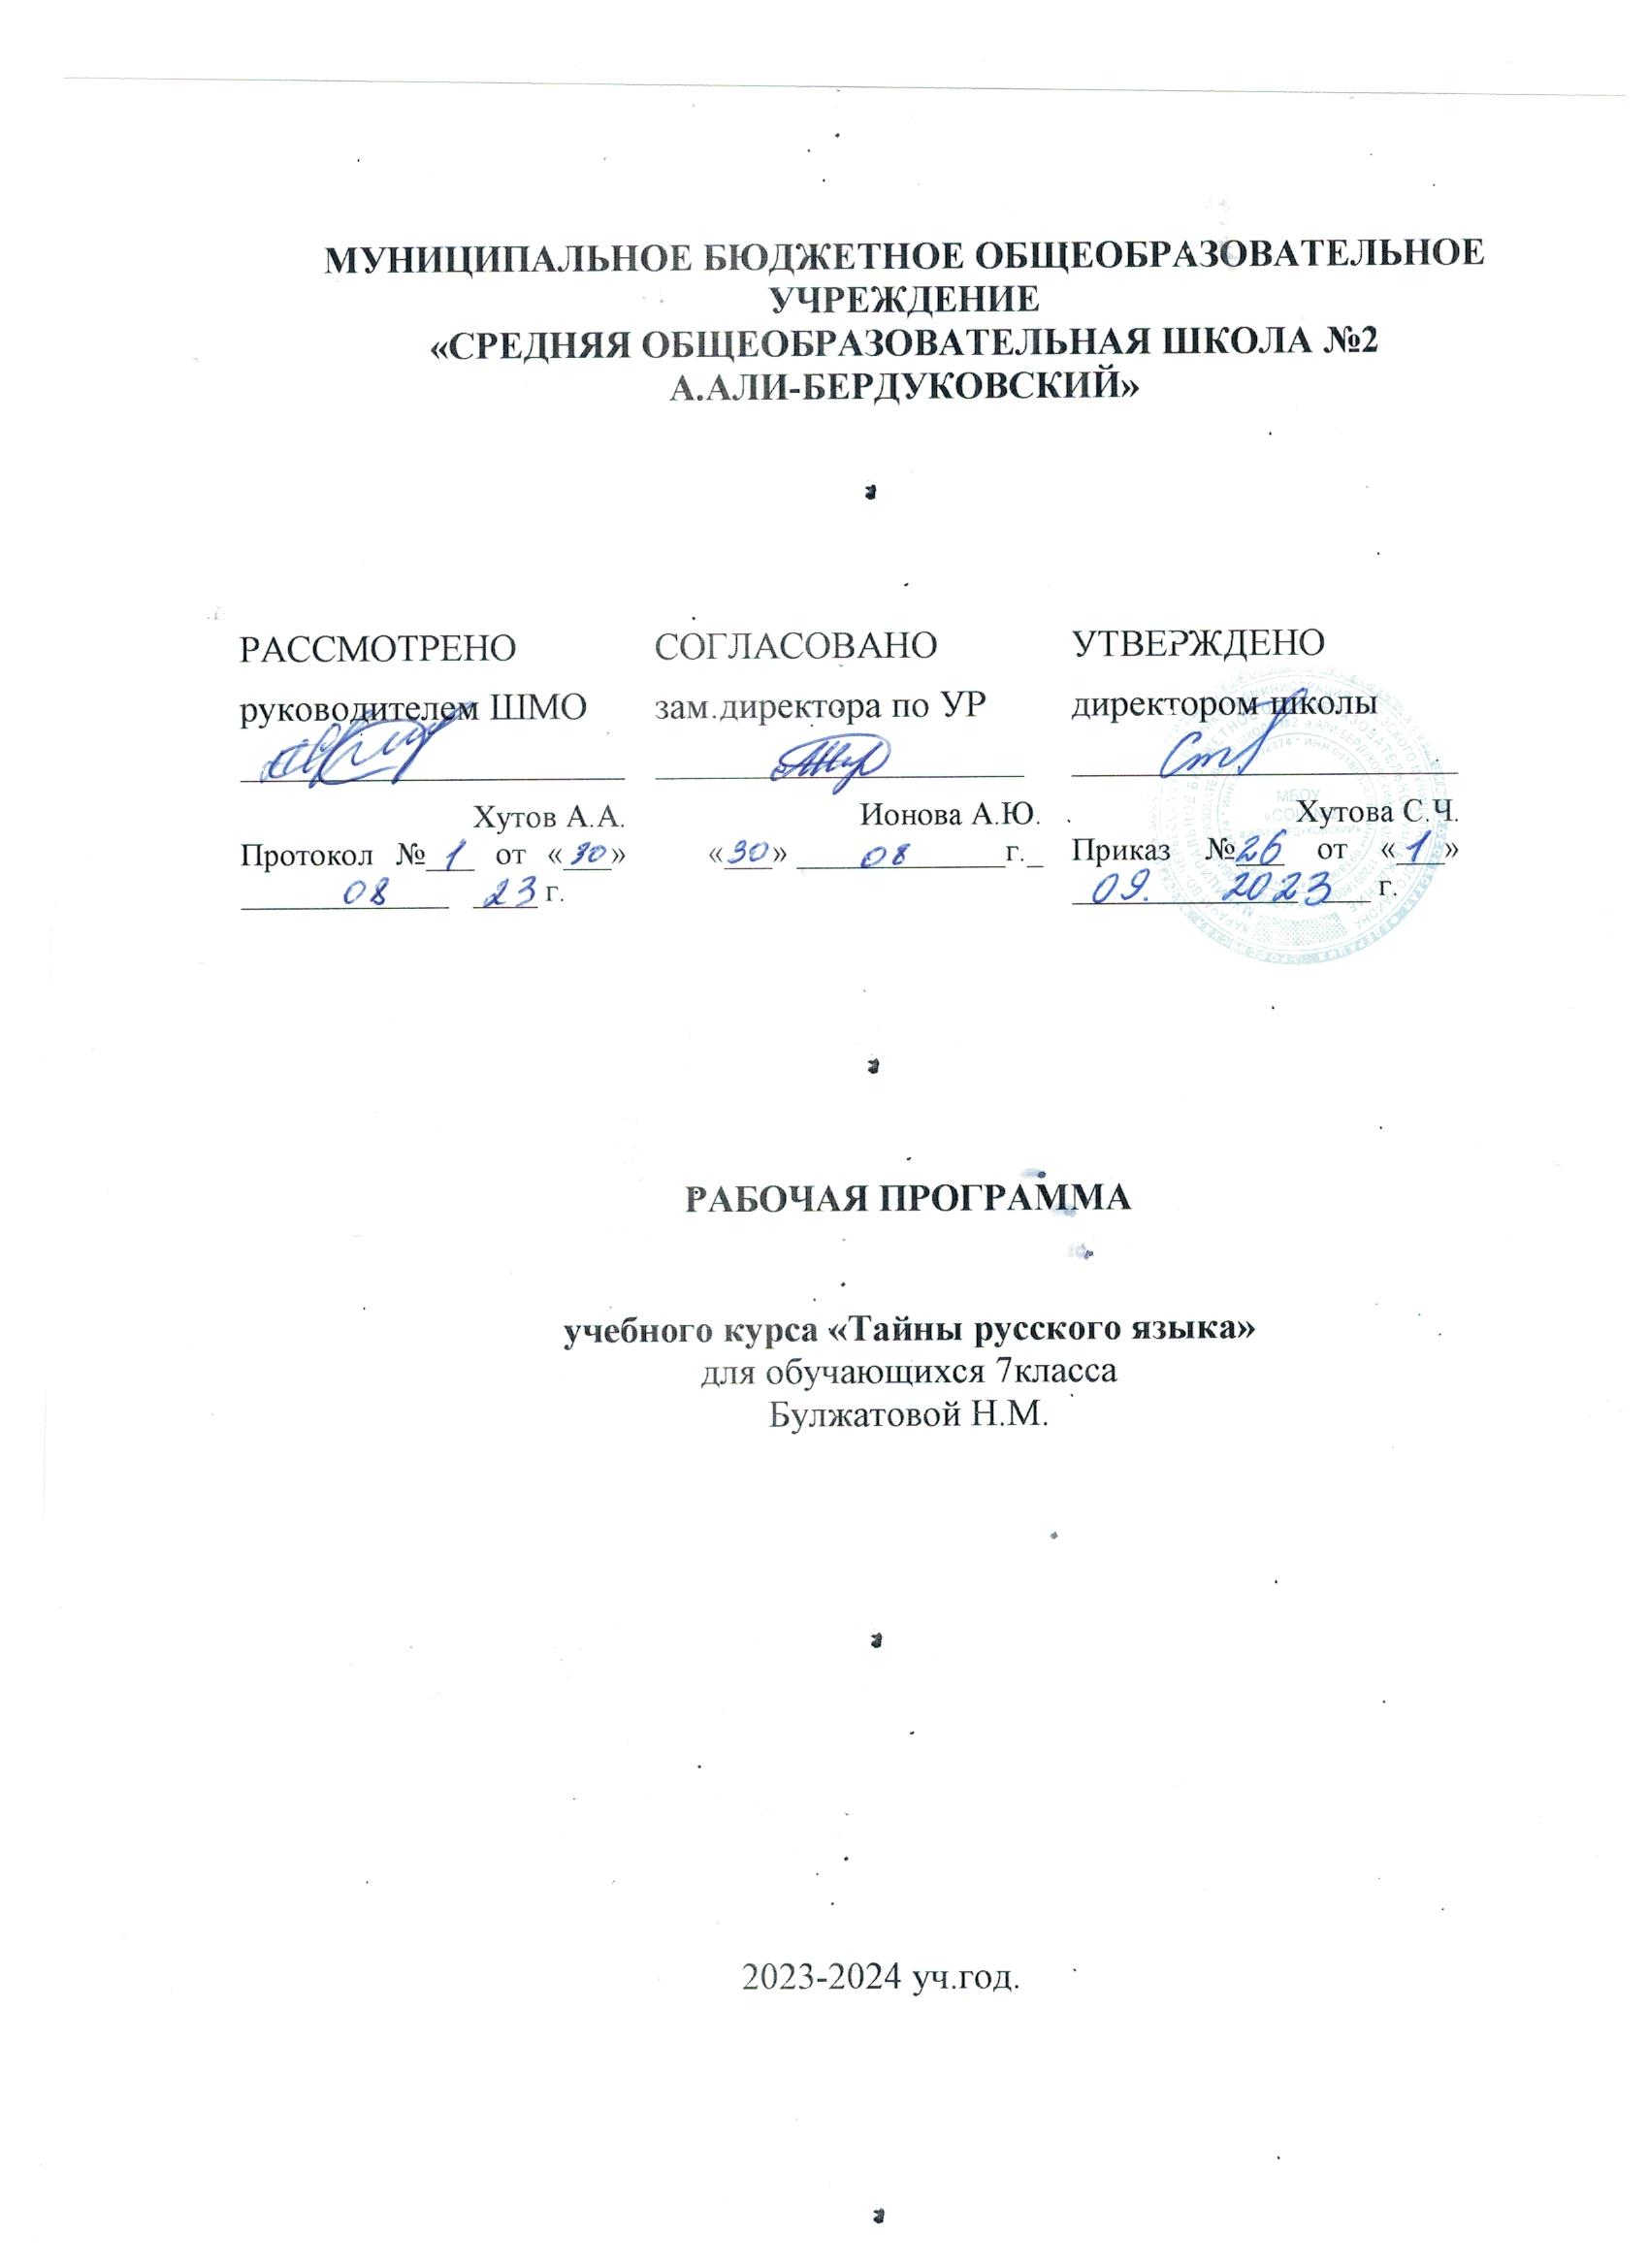 МУНИЦИПАЛЬНОЕ БЮДЖЕТНОЕ ОБЩЕОБРАЗОВАТЕЛЬНОЕ
УЧРЕЖДЕНИЕ
«СРЕДНЯЯ ОБЩЕОБРАЗОВАТЕЛЬНАЯ ШКОЛА №2
А.АЛИ-БЕРДУКОВСКИЙ»
РАССМОТРЕНО
руководителем ШМО
Хутов А.А.
Протокол №1 от «30»
08 23 г.
СОГЛАСОВАНО
зам.директора по УР
Ионова А.Ю.
«30» 08 г.
УТВЕРЖДЕНО
директором школы
Хутова С.Ч.
Приказ №26 от «1»
09. 2023 г.
МБОУ
РАБОЧАЯ ПРОГРАММА
учебного курса «Тайны русского языка»
для обучающихся 7класса
Булжатовой Н.М.
2023-2024 уч.год.